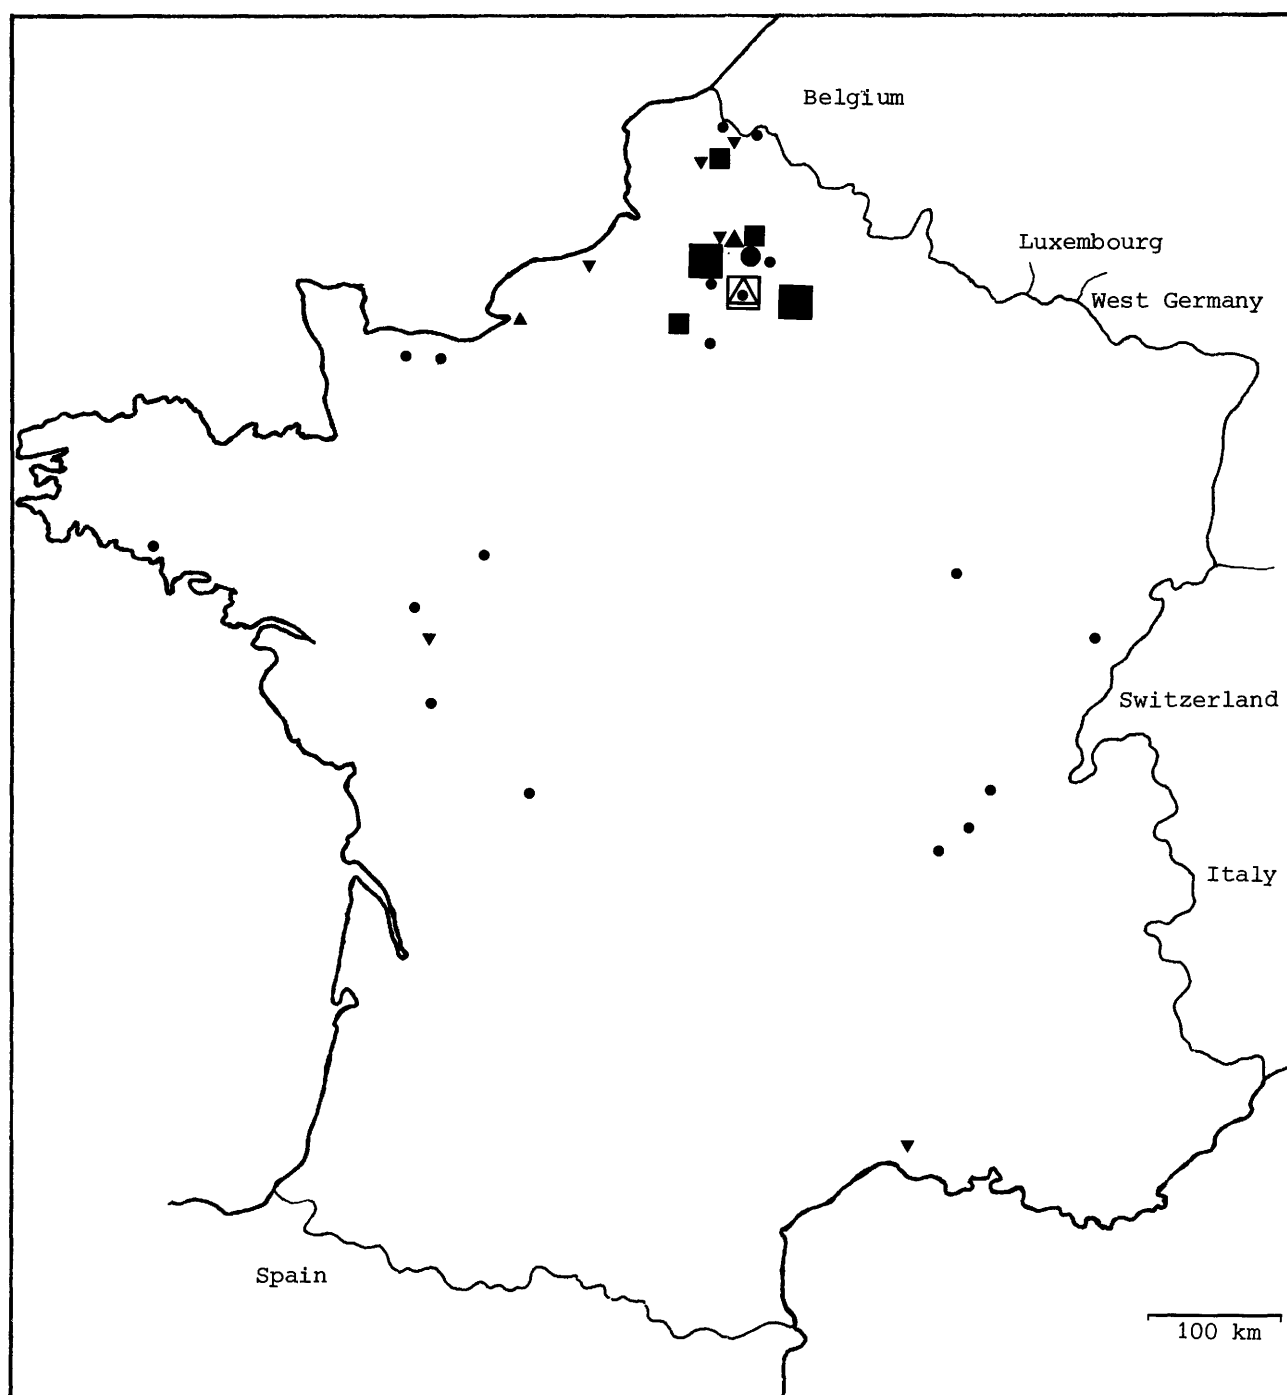 Belgium
Luxembourg
West Germany
Switzerland
Italy
Spain
100 km